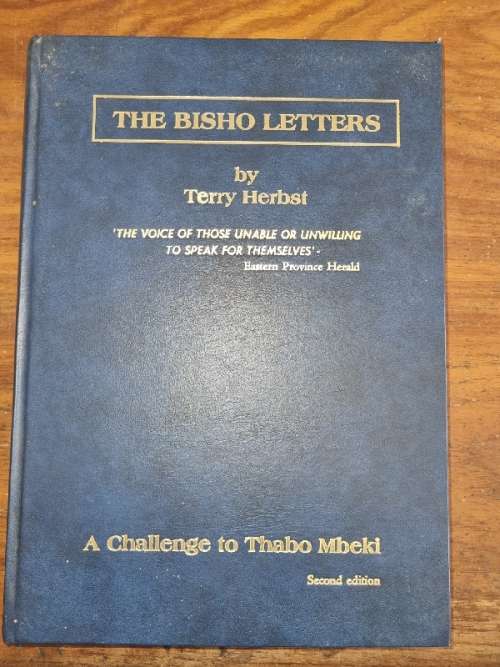 THE BISHO LETTERS
by
Terry Herbst
'THE VOICE OF THOSE UNABLE OR UNWILLING
TO SPEAK FOR THEMSELVES' -
Eastern Province Herald
A Challenge to Thabo Mbeki
Second edition